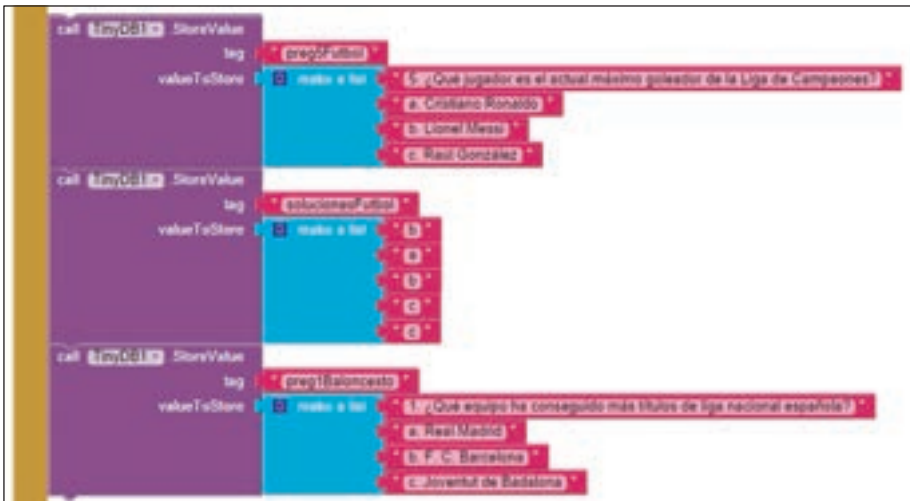 call TinyDB1 .StoreValue
tag " preg5Futbol "
valueToStore make a list " 5. ¿Qué jugador es el actual máximo goleador de la Liga de Campeones? "
" a. Cristiano Ronaldo "
" b. Lionel Messi "
" c. Raúl González "
call TinyDB1 .StoreValue
tag " solucionesFutbol "
valueToStore make a list " b "
" a "
" b "
" c "
" c "
call TinyDB1 .StoreValue
tag " preg1Baloncesto "
valueToStore make a list " 1. ¿Qué equipo ha conseguido más títulos de liga nacional española? "
" a. Real Madrid "
" b. F. C. Barcelona "
" c. Joventut de Badalona "